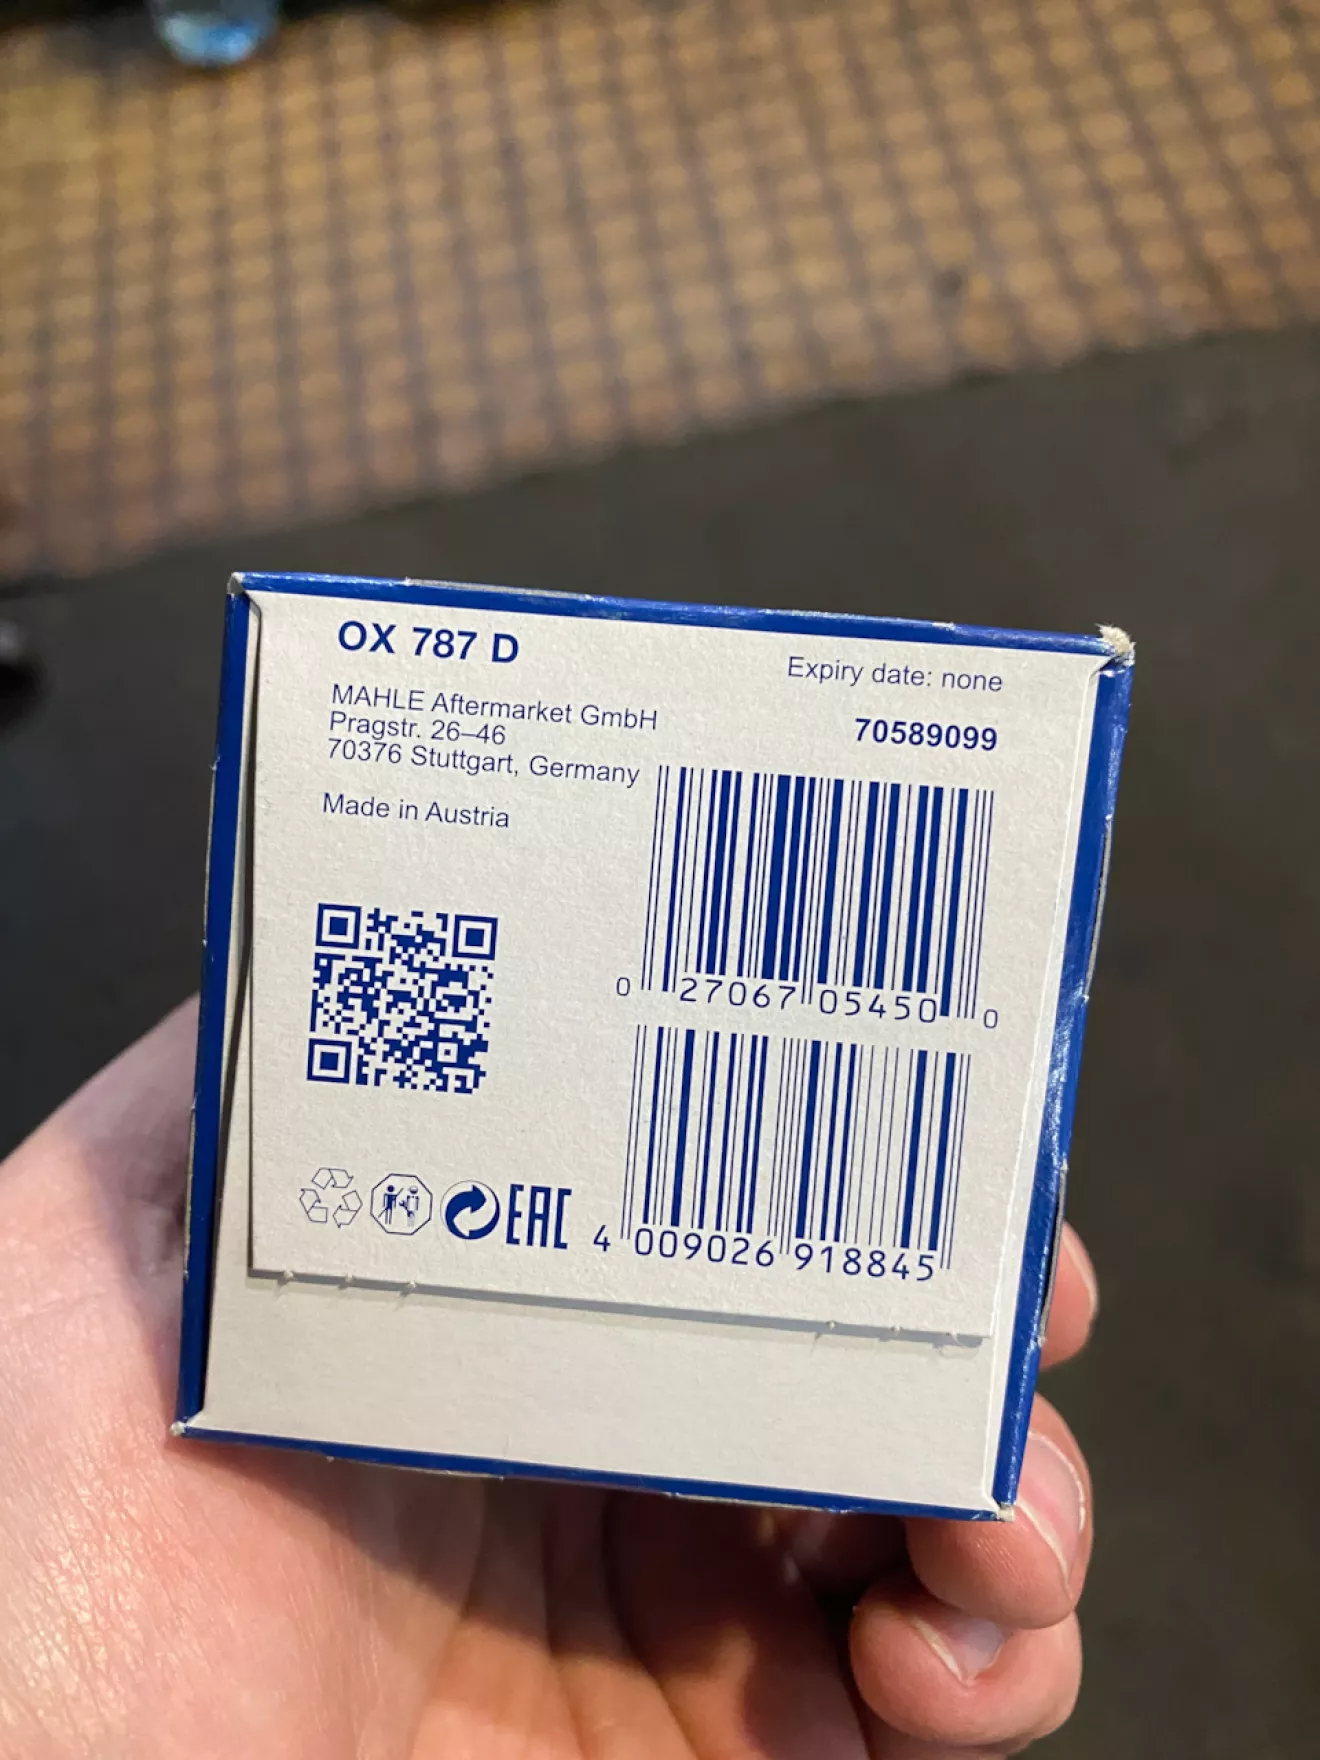 OX 787 D
Expiry date: none
MAHLE Aftermarket GmbH
Pragstr. 26–46
70376 Stuttgart, Germany
70589099
Made in Austria
0 27067 05450 0
EAC
4 009026 918845